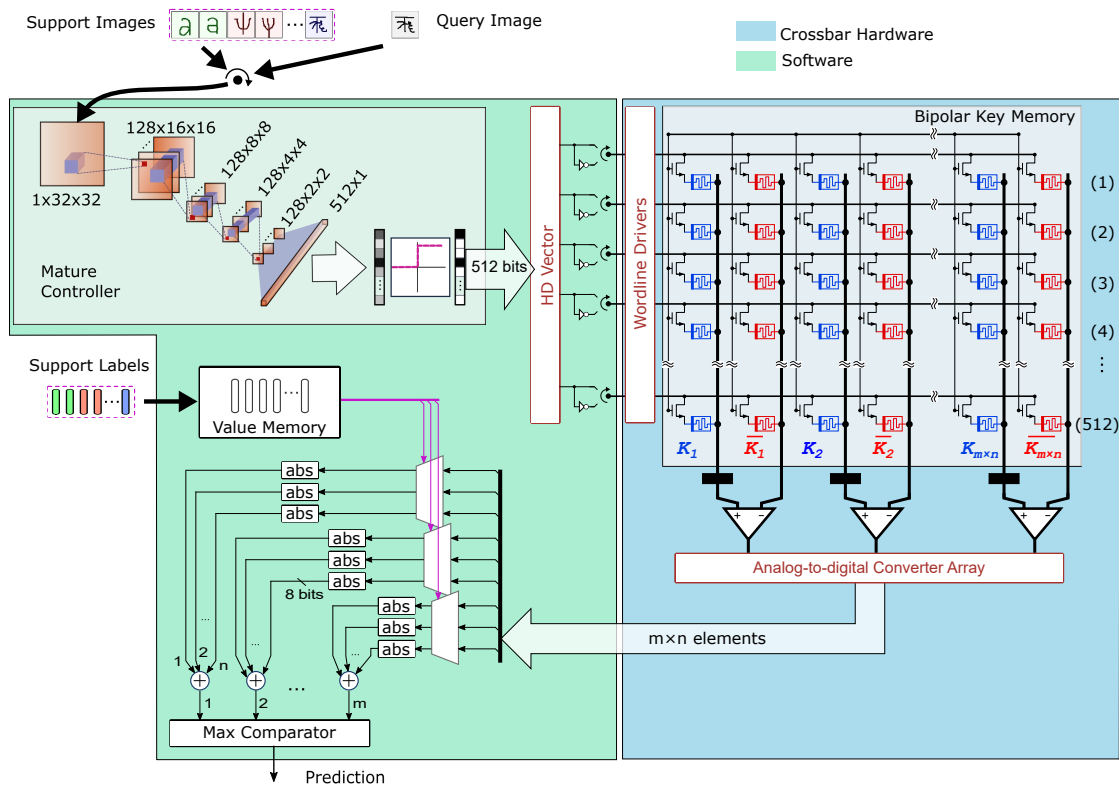 Support Images
a a ψ ψ ...
Query Image
Crossbar Hardware
Software
128x16x16
128x8x8
128x4x4
128x2x2
512x1
1x32x32
Mature
Controller
512 bits
HD Vector
Wordline Drivers
Bipolar Key Memory
(1)
(2)
(3)
(4)
⋮
(512)
K1
K1
K2
K2
Km×n
Km×n
+ −
+ −
+ −
Analog-to-digital Converter Array
m×n elements
Support Labels
...
Value Memory
...
abs
abs
abs
abs
abs
abs
8 bits
abs
abs
abs
...
...
...
1
2
n
+
+
...
+
1
2
m
Max Comparator
Prediction